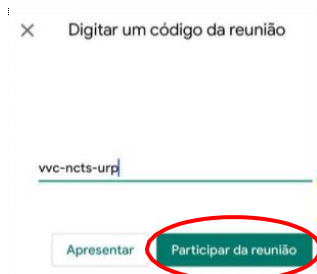 Digitar um código da reunião
vvc-ncts-urp
Apresentar Participar da reunião